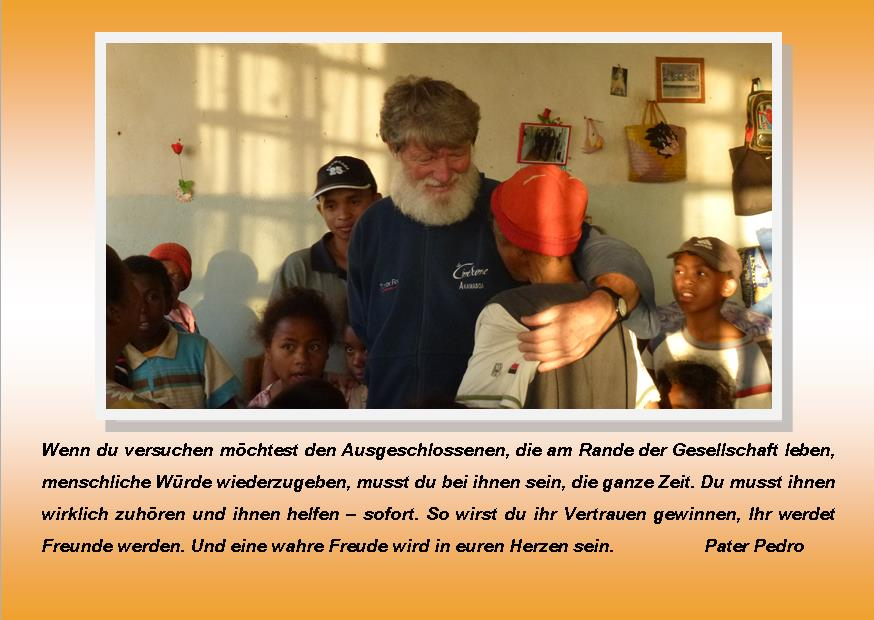 Omerone
AKAMASOA
Wenn du versuchen möchtest den Ausgeschlossenen, die am Rande der Gesellschaft leben,
menschliche Würde wiederzugeben, musst du bei ihnen sein, die ganze Zeit. Du musst ihnen
wirklich zuhören und ihnen helfen – sofort. So wirst du ihr Vertrauen gewinnen, Ihr werdet
Freunde werden. Und eine wahre Freude wird in euren Herzen sein. Pater Pedro